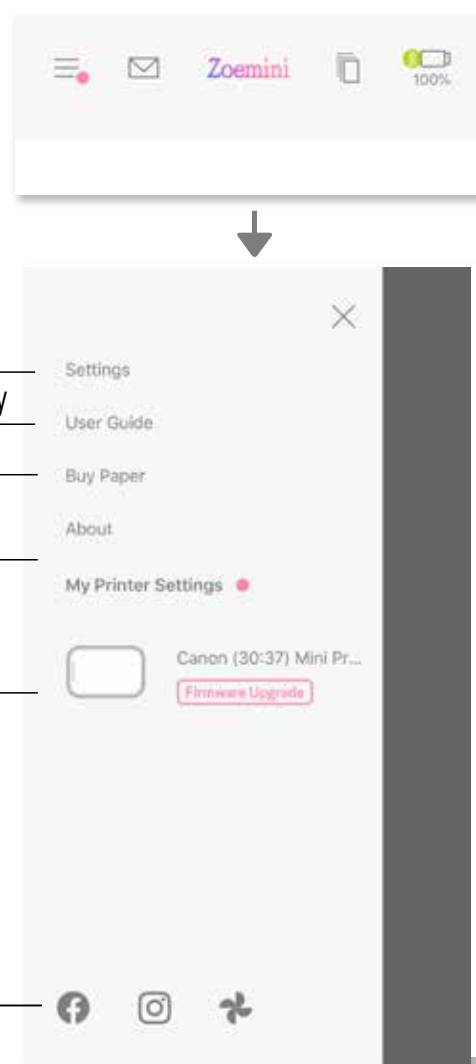 Zoemini
100%
Settings
y
User Guide
Buy Paper
About
My Printer Settings
Canon (30:37) Mini Pr...
Firmware Upgrade